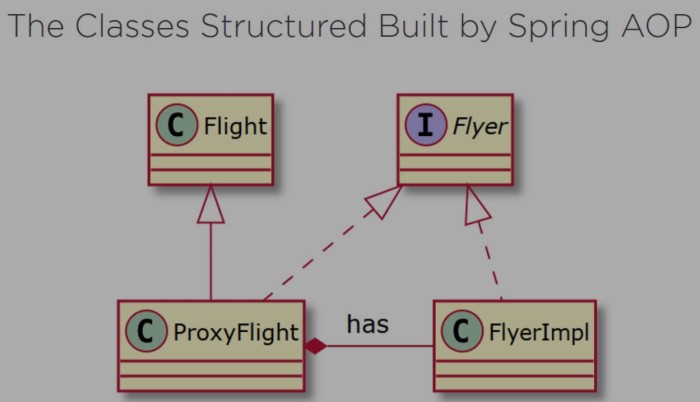 The Classes Structured Built by Spring AOP
C Flight
I Flyer
has
C ProxyFlight
C FlyerImpl